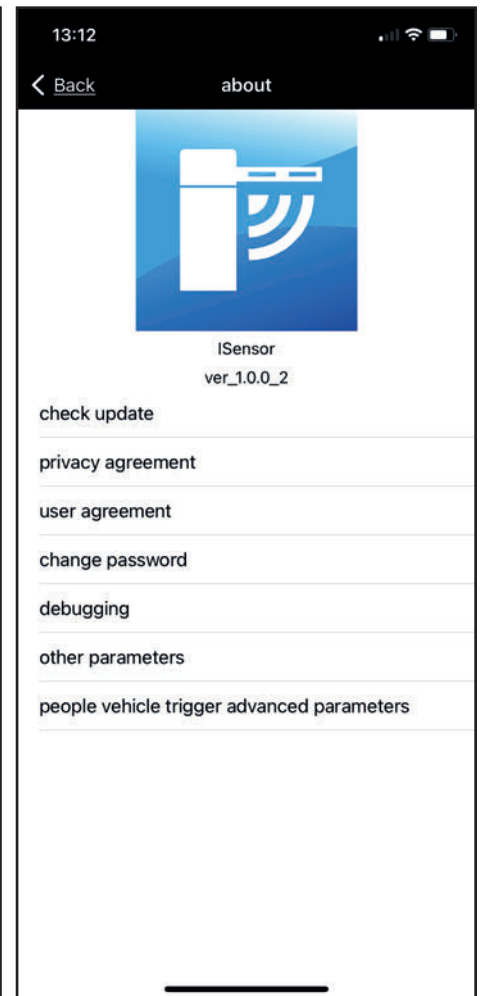 13:12
Back
about
ISensor
ver_1.0.0_2
check update
privacy agreement
user agreement
change password
debugging
other parameters
people vehicle trigger advanced parameters